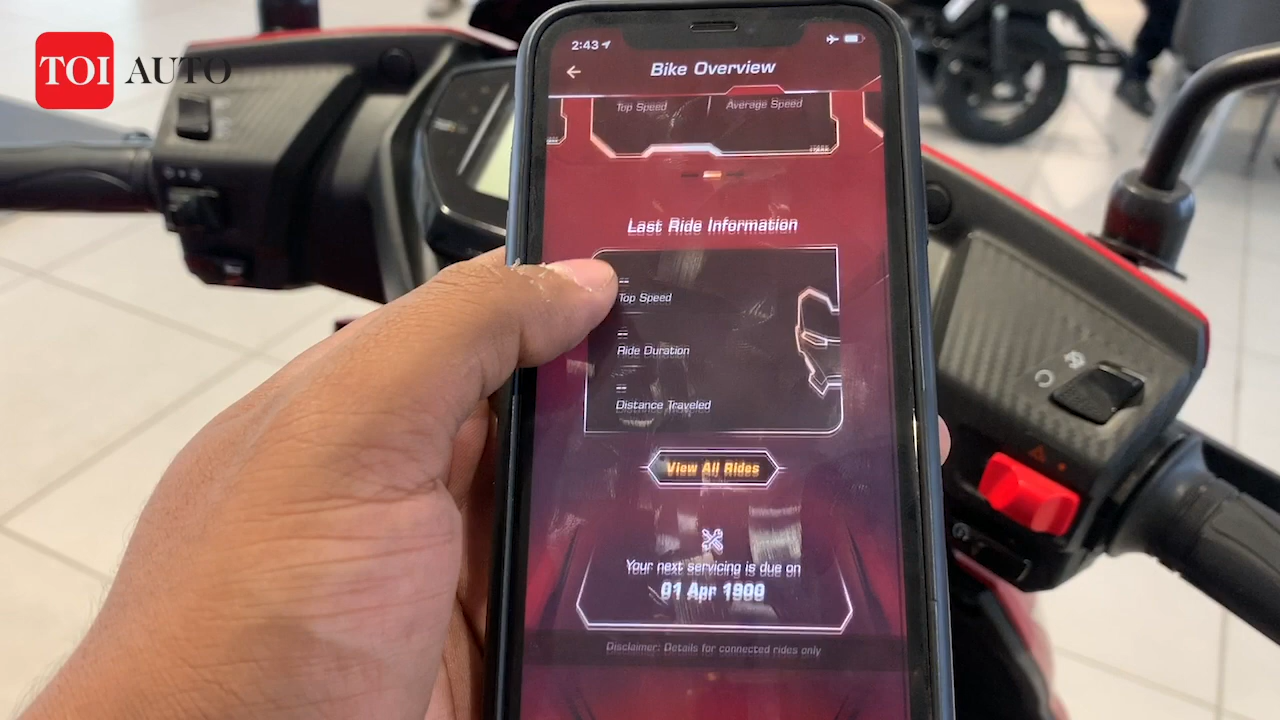 TOI AUTO
2:43
Bike Overview
Top Speed
Average Speed
Last Ride Information
--
Top Speed
--
Ride Duration
--
Distance Traveled
View All Rides
Your next servicing is due on
01 Apr 1900
Disclaimer: Details for connected rides only